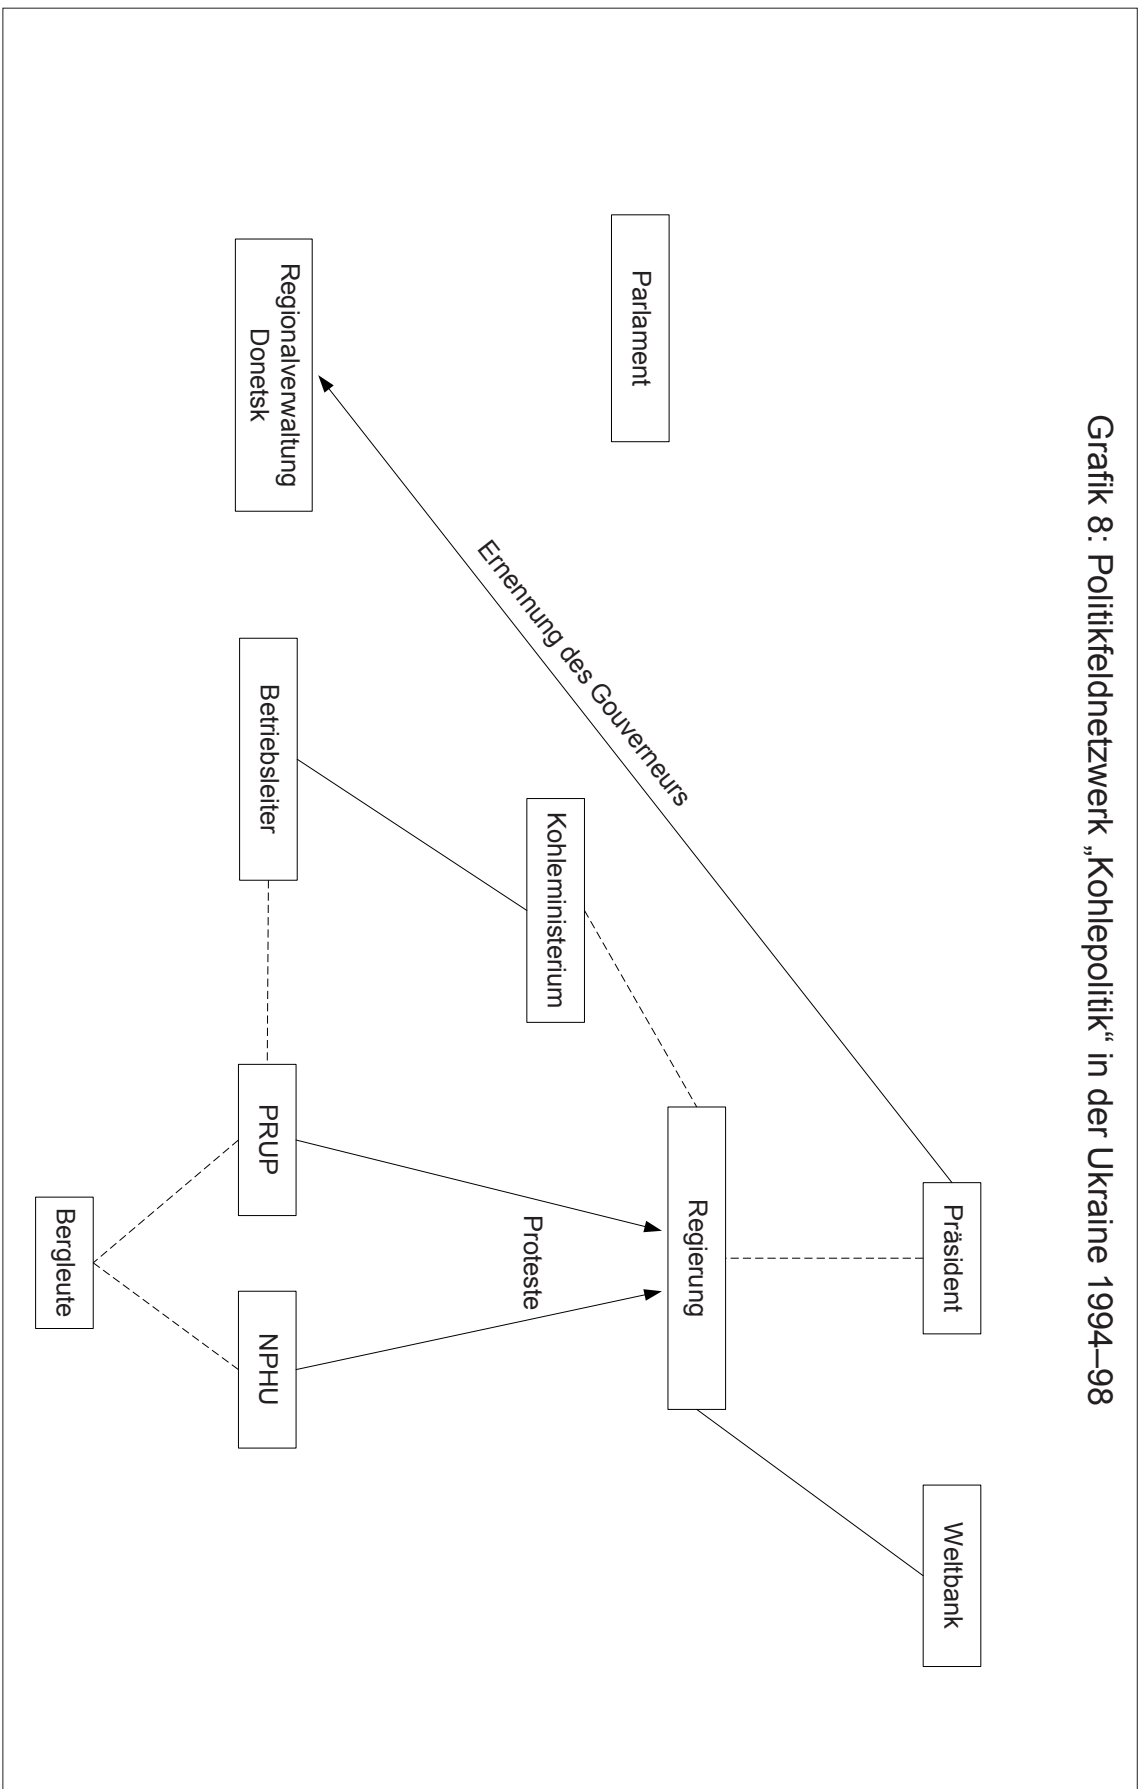 Grafik 8: Politikfeldnetzwerk „Kohlepolitik“ in der Ukraine 1994–98
Präsident
Weltbank
Parlament
Regierung
Ernennung des Gouverneurs
Kohleministerium
Proteste
Regionalverwaltung
Donetsk
Betriebsleiter
PRUP
NPHU
Bergleute